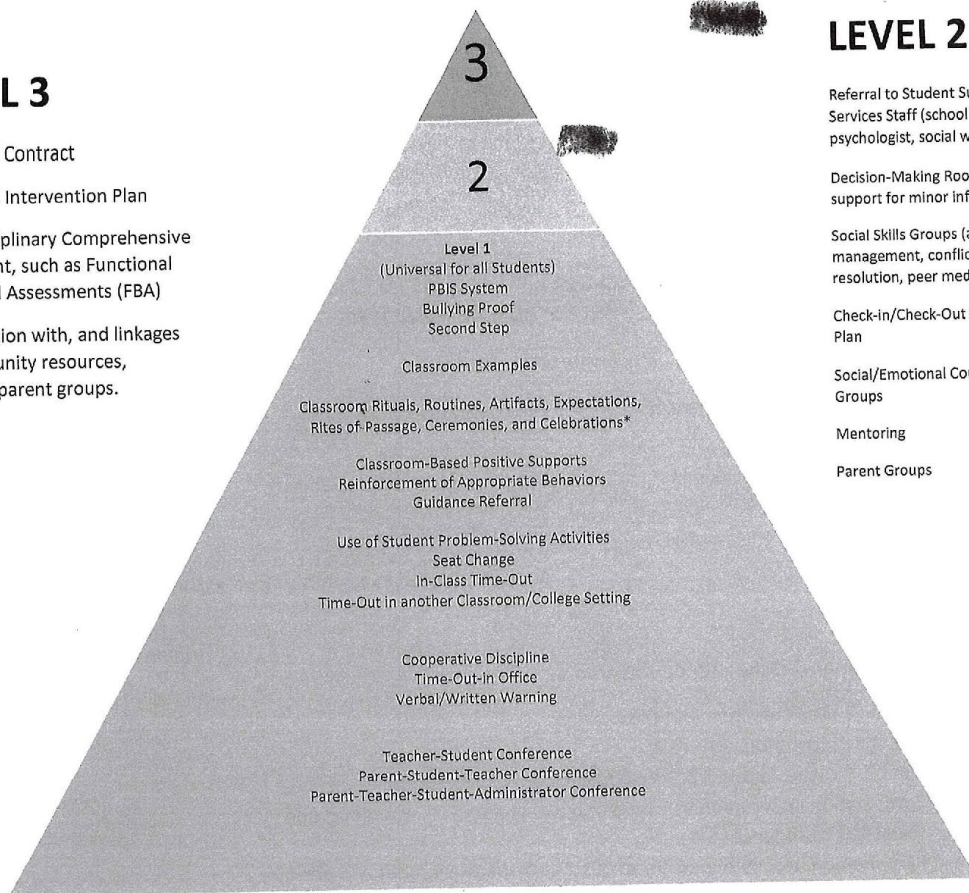 L 3
Contract
Intervention Plan
plinary Comprehensive
nt, such as Functional
Assessments (FBA)
ion with, and linkages
unity resources,
parent groups.
3
2
Level 1
(Universal for all Students)
PBIS System
Bullying Proof
Second Step
Classroom Examples
Classroom Rituals, Routines, Artifacts, Expectations,
Rites of Passage, Ceremonies, and Celebrations*
Classroom-Based Positive Supports
Reinforcement of Appropriate Behaviors
Guidance Referral
Use of Student Problem-Solving Activities
Seat Change
In-Class Time-Out
Time-Out in another Classroom/College Setting
Cooperative Discipline
Time-Out-in Office
Verbal/Written Warning
Teacher-Student Conference
Parent-Student-Teacher Conference
Parent-Teacher-Student-Administrator Conference
LEVEL 2
Referral to Student Su
Services Staff (school
psychologist, social w
Decision-Making Roo
support for minor inf
Social Skills Groups (a
management, conflic
resolution, peer med
Check-in/Check-Out
Plan
Social/Emotional Cou
Groups
Mentoring
Parent Groups